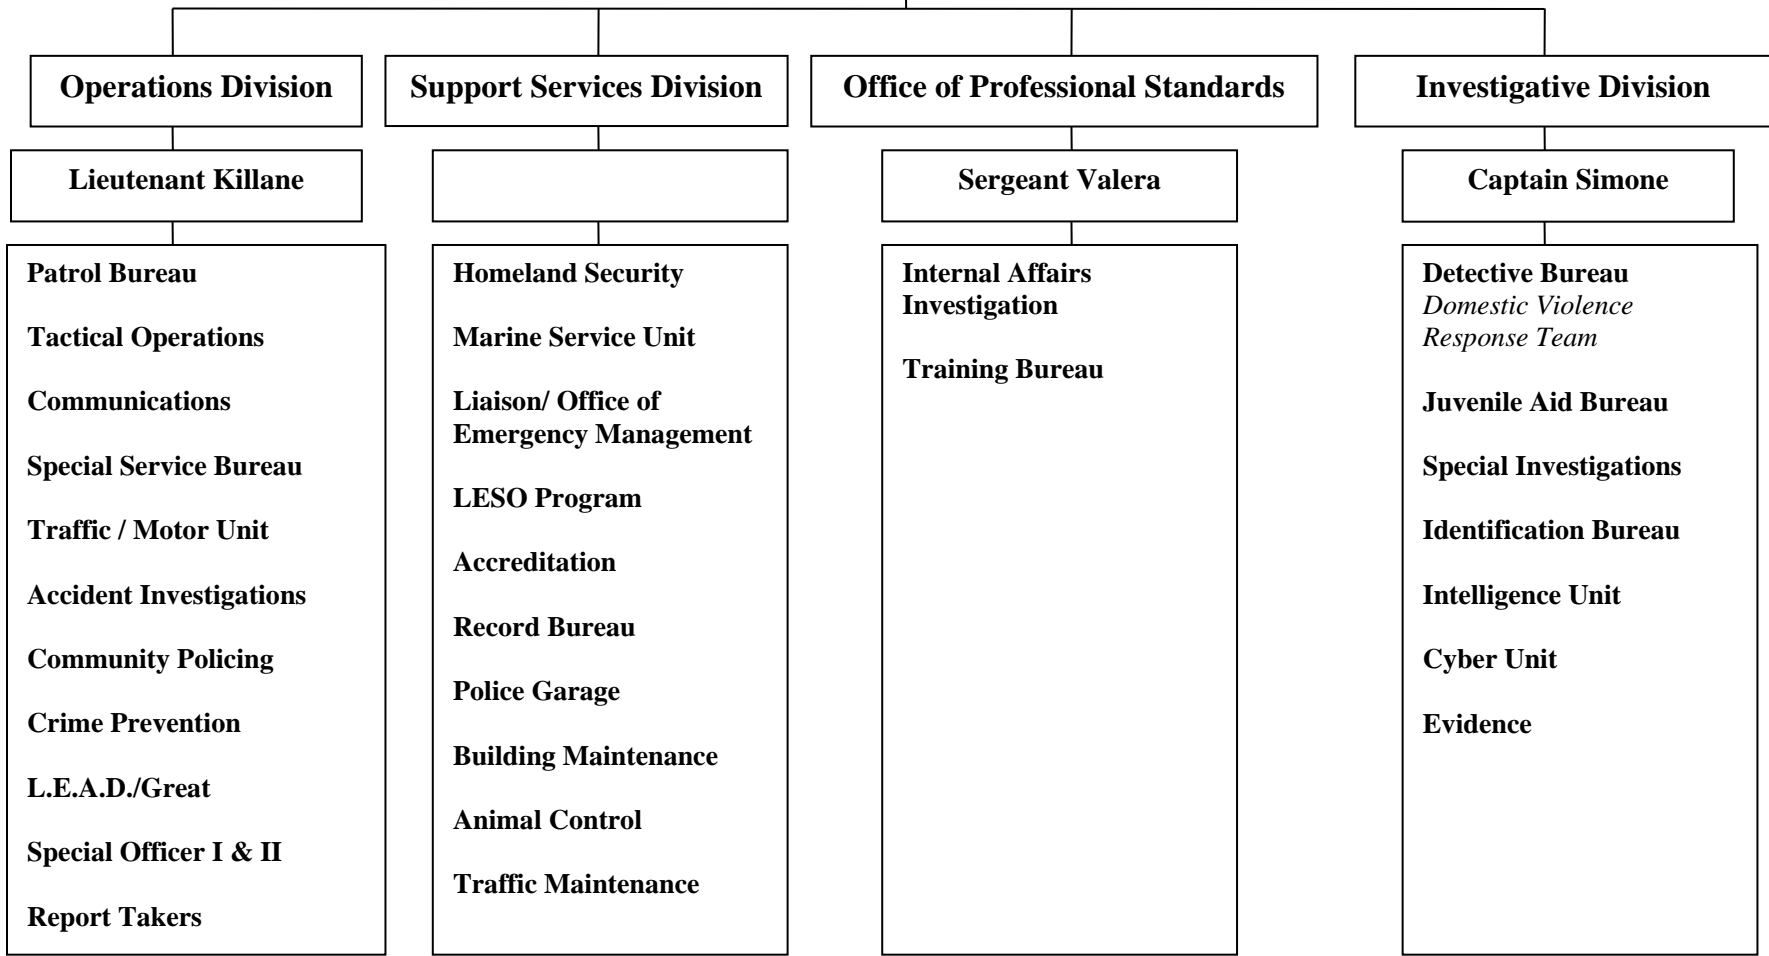 Operations Division
Support Services Division
Office of Professional Standards
Investigative Division
Lieutenant Killane
Sergeant Valera
Captain Simone
Patrol Bureau
Tactical Operations
Communications
Special Service Bureau
Traffic / Motor Unit
Accident Investigations
Community Policing
Crime Prevention
L.E.A.D./Great
Special Officer I & II
Report Takers
Homeland Security
Marine Service Unit
Liaison/ Office of
Emergency Management
LESO Program
Accreditation
Record Bureau
Police Garage
Building Maintenance
Animal Control
Traffic Maintenance
Internal Affairs
Investigation
Training Bureau
Detective Bureau
Domestic Violence
Response Team
Juvenile Aid Bureau
Special Investigations
Identification Bureau
Intelligence Unit
Cyber Unit
Evidence